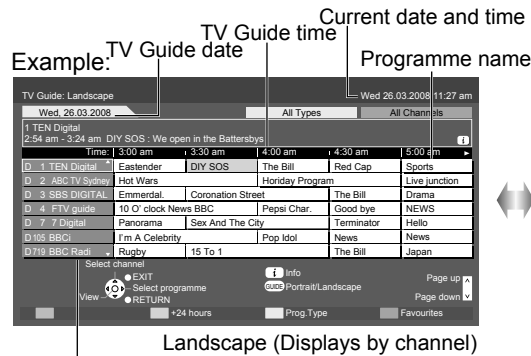 Current date and time
TV Guide time
TV Guide date
Programme name
Example:
TV Guide: Landscape
Wed 26.03.2008 11:27 am
Wed, 26.03.2008
All Types
All Channels
1 TEN Digital
2:54 am - 3:24 am DIY SOS : We open in the Battersbys
i
Time: 3:00 am 3:30 am 4:00 am 4:30 am 5:00 am
D 1 TEN Digital Eastender DIY SOS The Bill Red Cap Sports
D 2 ABC TV Sydney Hot Wars Horiday Program Live junction
D 3 SBS DIGITAL Emmerdal. Coronation Street The Bill Drama
D 4 FTV guide 10 O' clock News BBC Pepsi Char. Good bye NEWS
D 7 7 Digital Panorama Sex And The City Terminator Hello
D105 BBCi I'm A Celebrity Pop Idol News News
D719 BBC Radi Rugby 15 To 1 The Bill Japan
Select channel
EXIT
Select programme
View
RETURN
i Info
GUIDE Portrait/Landscape
Page up
Page down
+24 hours
Prog.Type
Favourites
Landscape (Displays by channel)